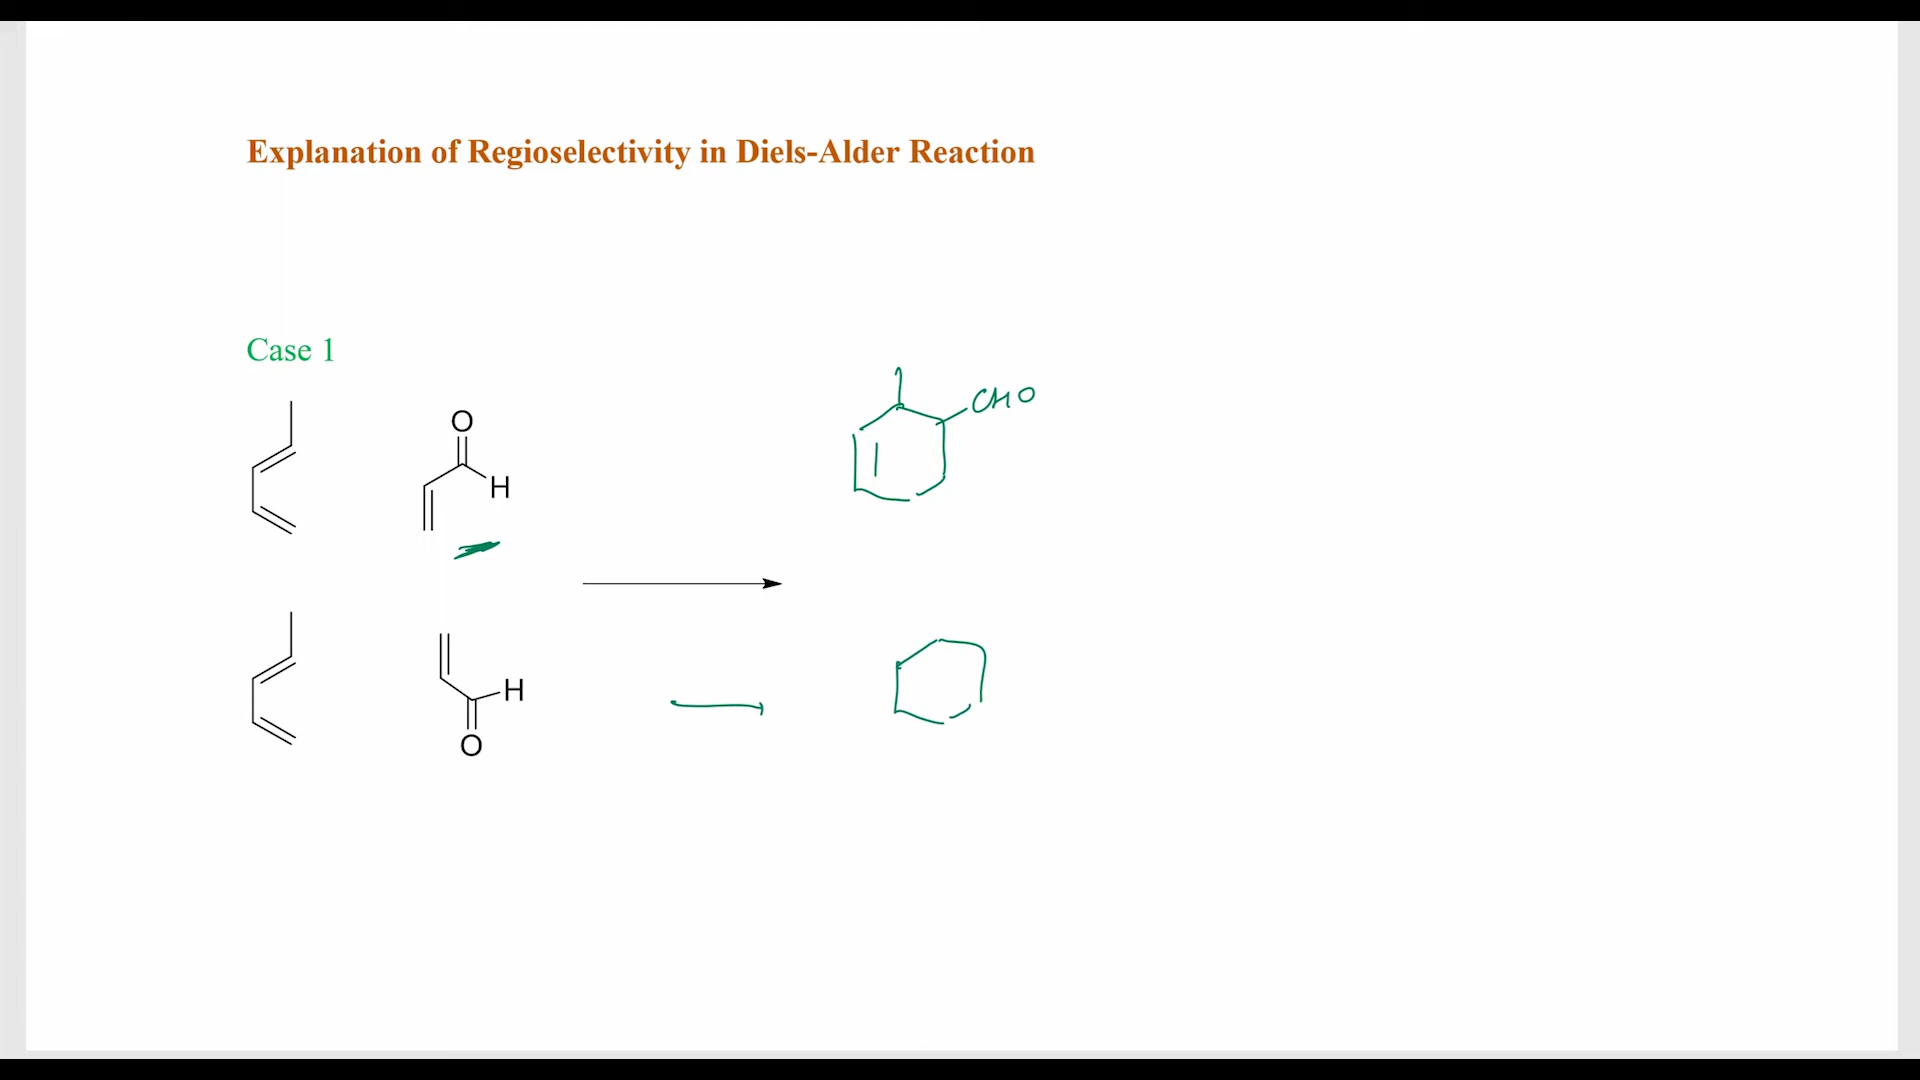 Explanation of Regioselectivity in Diels-Alder Reaction
Case 1
CHO
O
H
H
O